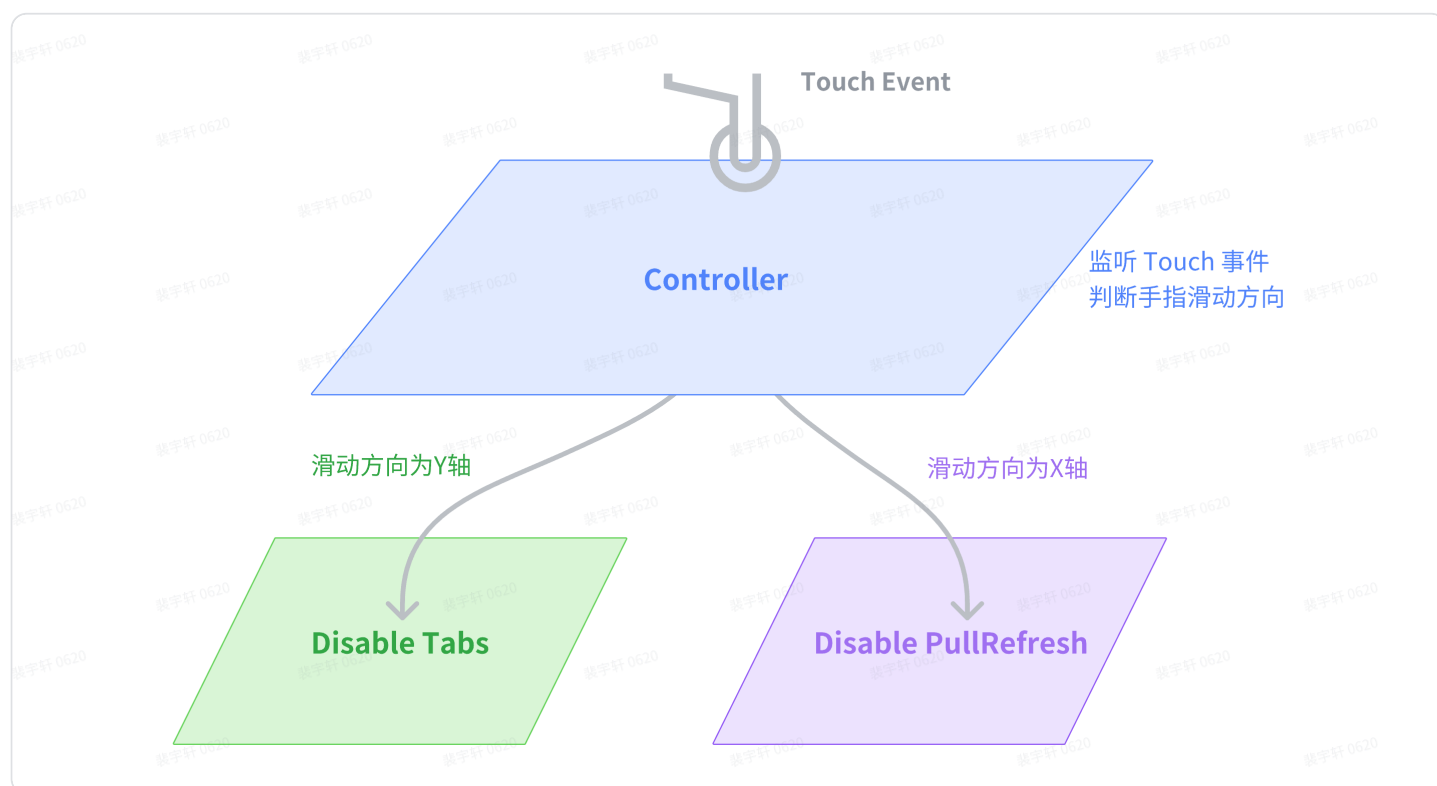 Touch Event
Controller
监听 Touch 事件
判断手指滑动方向
滑动方向为Y轴
滑动方向为X轴
Disable Tabs
Disable PullRefresh